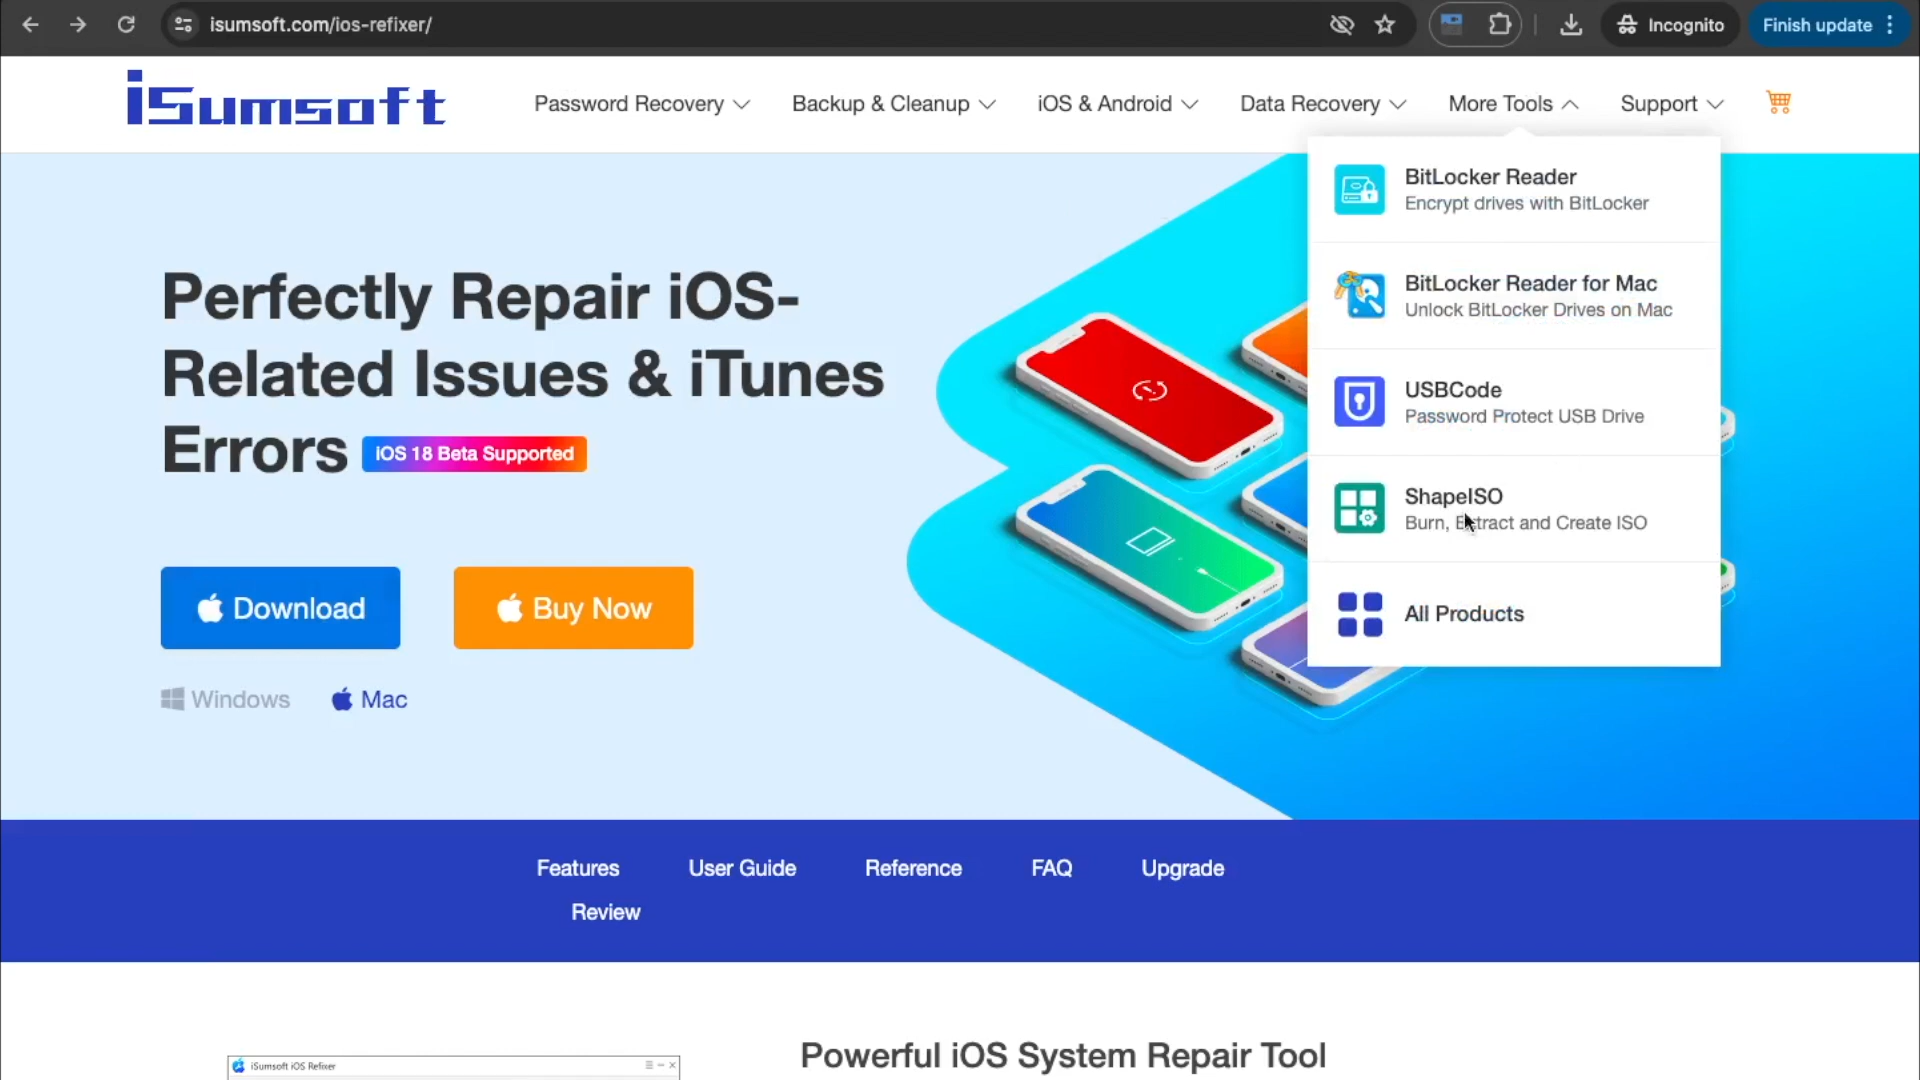 isumsoft.com/ios-refixer/
Incognito
Finish update
iSumsoft
Password Recovery
Backup & Cleanup
iOS & Android
Data Recovery
More Tools
Support
BitLocker Reader
Encrypt drives with BitLocker
BitLocker Reader for Mac
Unlock BitLocker Drives on Mac
USBCode
Password Protect USB Drive
ShapeISO
Burn, Extract and Create ISO
All Products
Perfectly Repair iOS-
Related Issues & iTunes
Errors iOS 18 Beta Supported
Download
Buy Now
Windows
Mac
Features
User Guide
Reference
FAQ
Upgrade
Review
Powerful iOS System Repair Tool
iSumsoft iOS Refixer